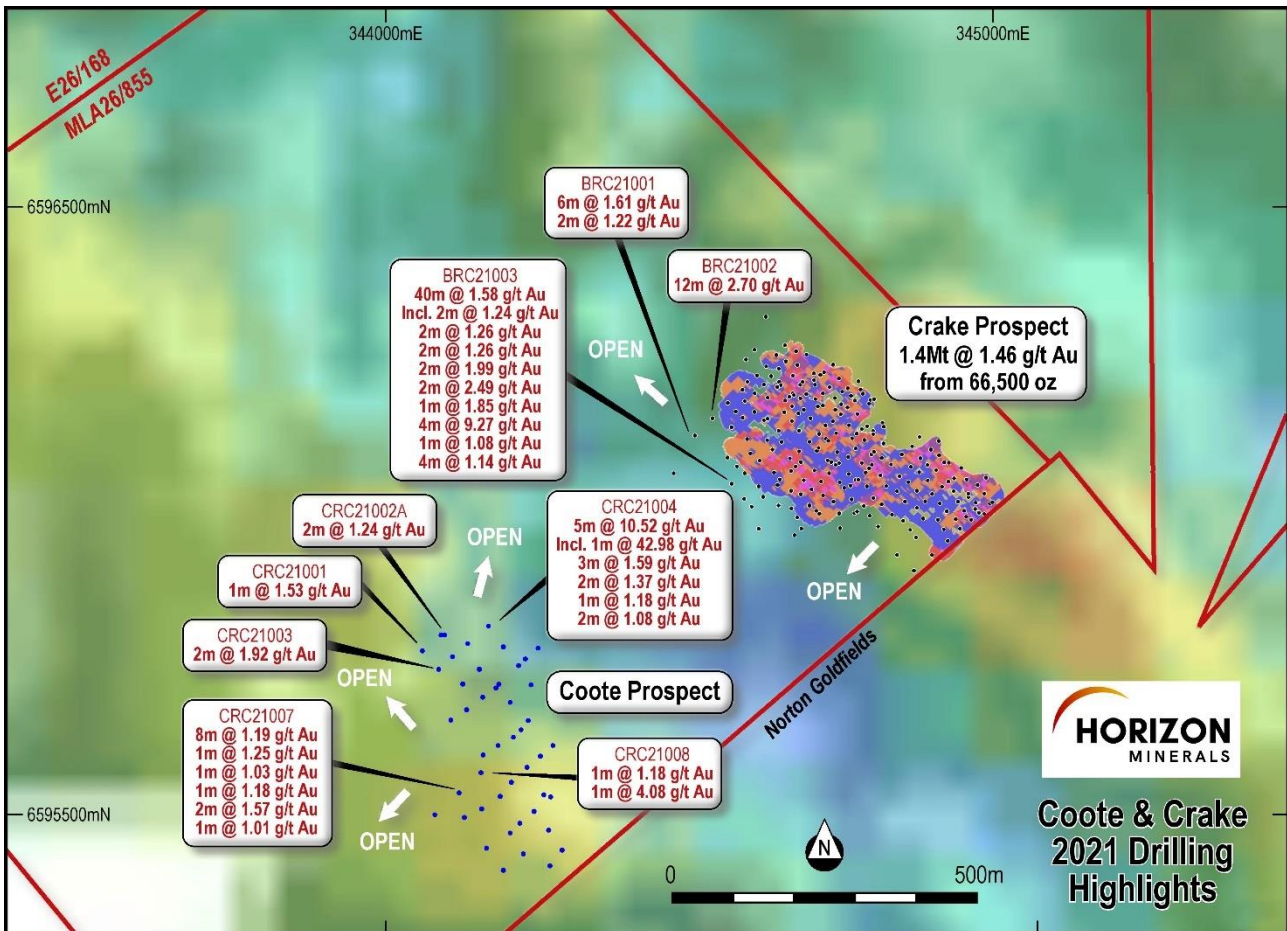 344000mE
345000mE
E26/168
MLA26/855
6596500mN
BRC21001
6m @ 1.61 g/t Au
2m @ 1.22 g/t Au
BRC21002
12m @ 2.70 g/t Au
BRC21003
40m @ 1.58 g/t Au
Incl. 2m @ 1.24 g/t Au
2m @ 1.26 g/t Au
2m @ 1.26 g/t Au
2m @ 1.99 g/t Au
2m @ 2.49 g/t Au
1m @ 1.85 g/t Au
4m @ 9.27 g/t Au
1m @ 1.08 g/t Au
4m @ 1.14 g/t Au
OPEN
Crake Prospect
1.4Mt @ 1.46 g/t Au
from 66,500 oz
CRC21002A
2m @ 1.24 g/t Au
OPEN
CRC21004
5m @ 10.52 g/t Au
Incl. 1m @ 42.98 g/t Au
3m @ 1.59 g/t Au
2m @ 1.37 g/t Au
1m @ 1.18 g/t Au
2m @ 1.08 g/t Au
OPEN
CRC21001
1m @ 1.53 g/t Au
CRC21003
2m @ 1.92 g/t Au
OPEN
Coote Prospect
Norton Goldfields
CRC21007
8m @ 1.19 g/t Au
1m @ 1.25 g/t Au
1m @ 1.03 g/t Au
1m @ 1.18 g/t Au
2m @ 1.57 g/t Au
1m @ 1.01 g/t Au
CRC21008
1m @ 1.18 g/t Au
1m @ 4.08 g/t Au
HORIZON
MINERALS
6595500mN
OPEN
Coote & Crake
2021 Drilling
Highlights
N
0
500m